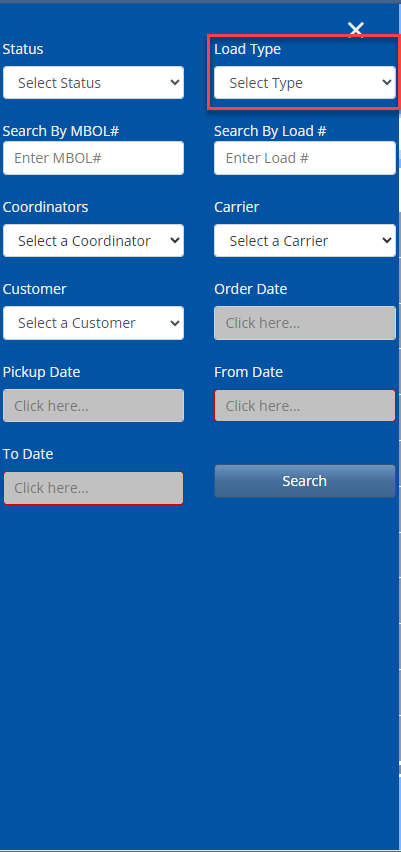 ×
Status Load Type
Select Status Select Type
Search By MBOL# Search By Load #
Enter MBOL# Enter Load #
Coordinators Carrier
Select a Coordinator Select a Carrier
Customer Order Date
Select a Customer Click here...
Pickup Date From Date
Click here... Click here...
To Date
Click here... Search